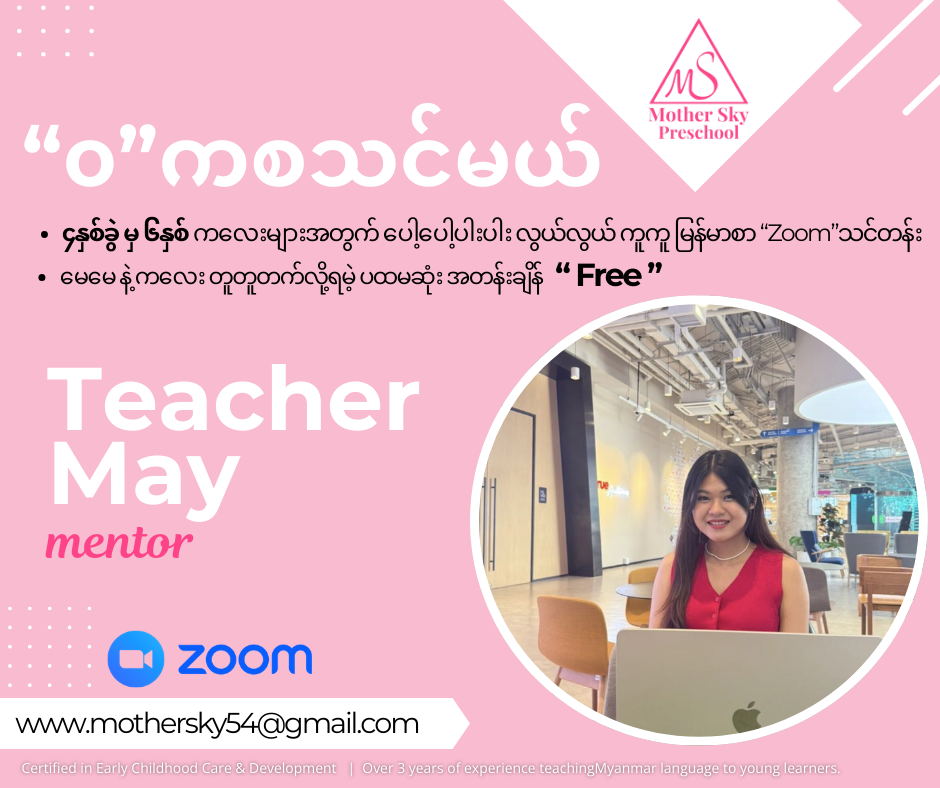 MS
Mother Sky
Preschool
“ဝ”ကစသင်မယ်
• ၄နှစ်ခွဲ မှ ၆နှစ် ကလေးများအတွက် ပေါ့ပေါ့ပါးပါး လွယ်လွယ် ကူကူ မြန်မာစာ “Zoom”သင်တန်း
• မေမေ နဲ့ ကလေး တူတူတက်လို့ရမဲ့ ပထမဆုံး အတန်းချိန် “ Free ”
Teacher
May
mentor
zoom
www.mothersky54@gmail.com
Certified in Early Childhood Care & Development | Over 3 years of experience teachingMyanmar language to young learners.